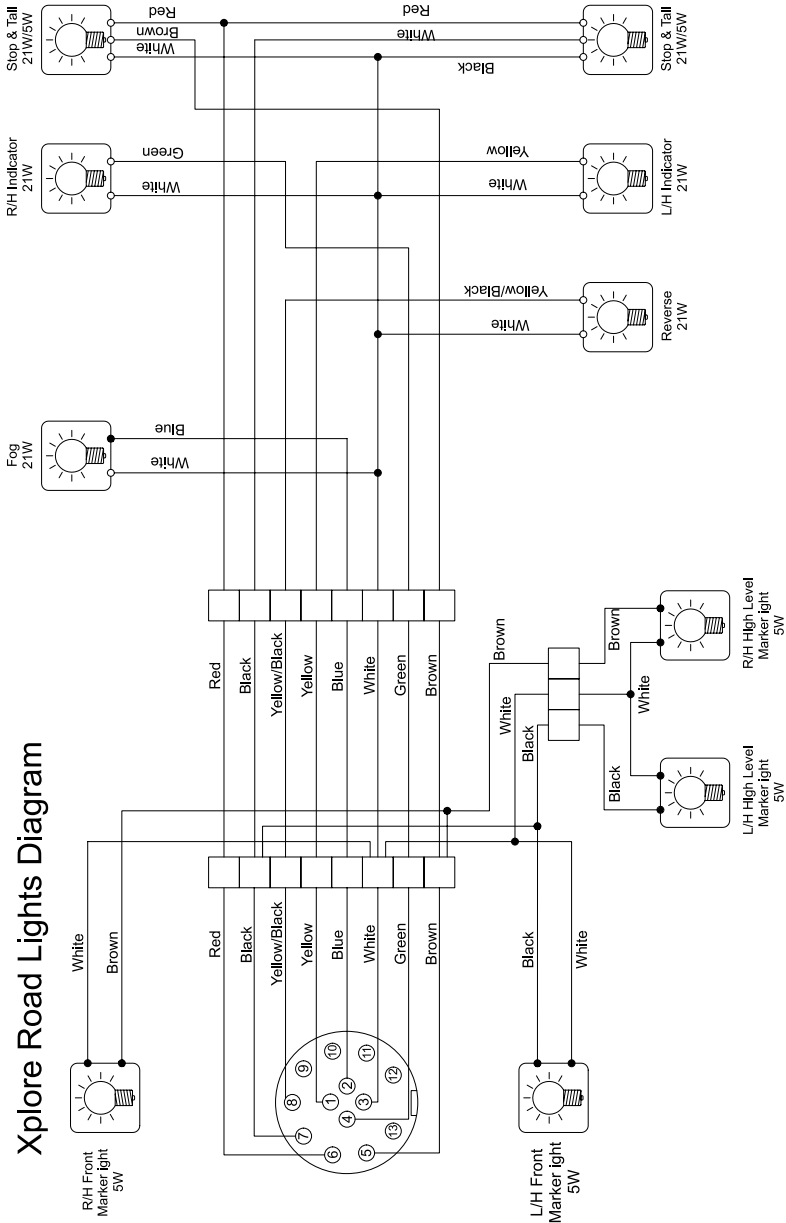 Xplore Road Lights Diagram
Stop & Tail
21W/5W
Red
Brown
White
Red
White
Black
Stop & Tail
21W/5W
R/H Indicator
21W
Green
White
Yellow
White
L/H Indicator
21W
Yellow/Black
White
Reverse
21W
Fog
21W
Blue
White
Red
Black
Yellow/Black
Yellow
Blue
White
Green
Brown
Brown
White
Black
Brown
White
Black
R/H High Level
Marker ight
5W
L/H High Level
Marker ight
5W
White
Brown
Red
Black
Yellow/Black
Yellow
Blue
White
Green
Brown
Black
White
R/H Front
Marker ight
5W
1
2
3
4
5
6
7
8
9
10
11
12
13
L/H Front
Marker ight
5W